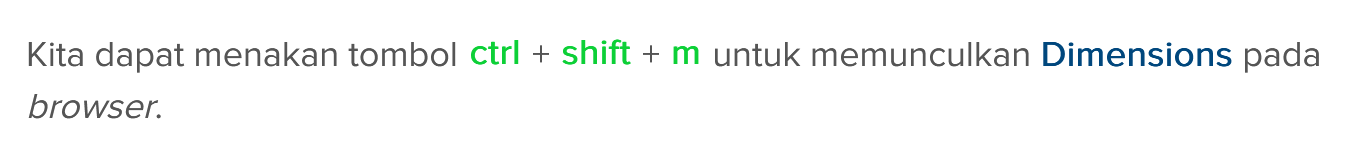 Kita dapat menakan tombol ctrl + shift + m untuk memunculkan Dimensions pada
browser.